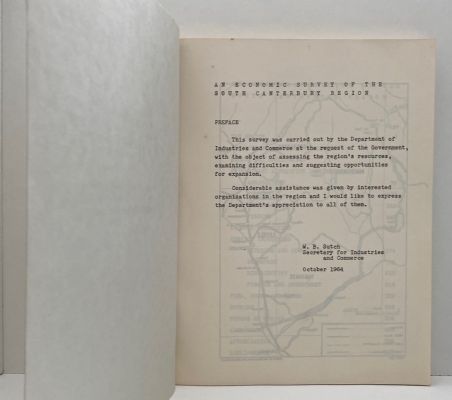 AN ECONOMIC SURVEY OF THE
SOUTH CANTERBURY REGION
PREFACE
This survey was carried out by the Department of
Industries and Commerce at the request of the Government,
with the object of assessing the region's resources,
examining difficulties and suggesting opportunities
for expansion.
Considerable assistance was given by interested
organizations in the region and I would like to express
the Department's appreciation to all of them.
W. B. Sutch
Secretary for Industries
and Commerce
October 1964